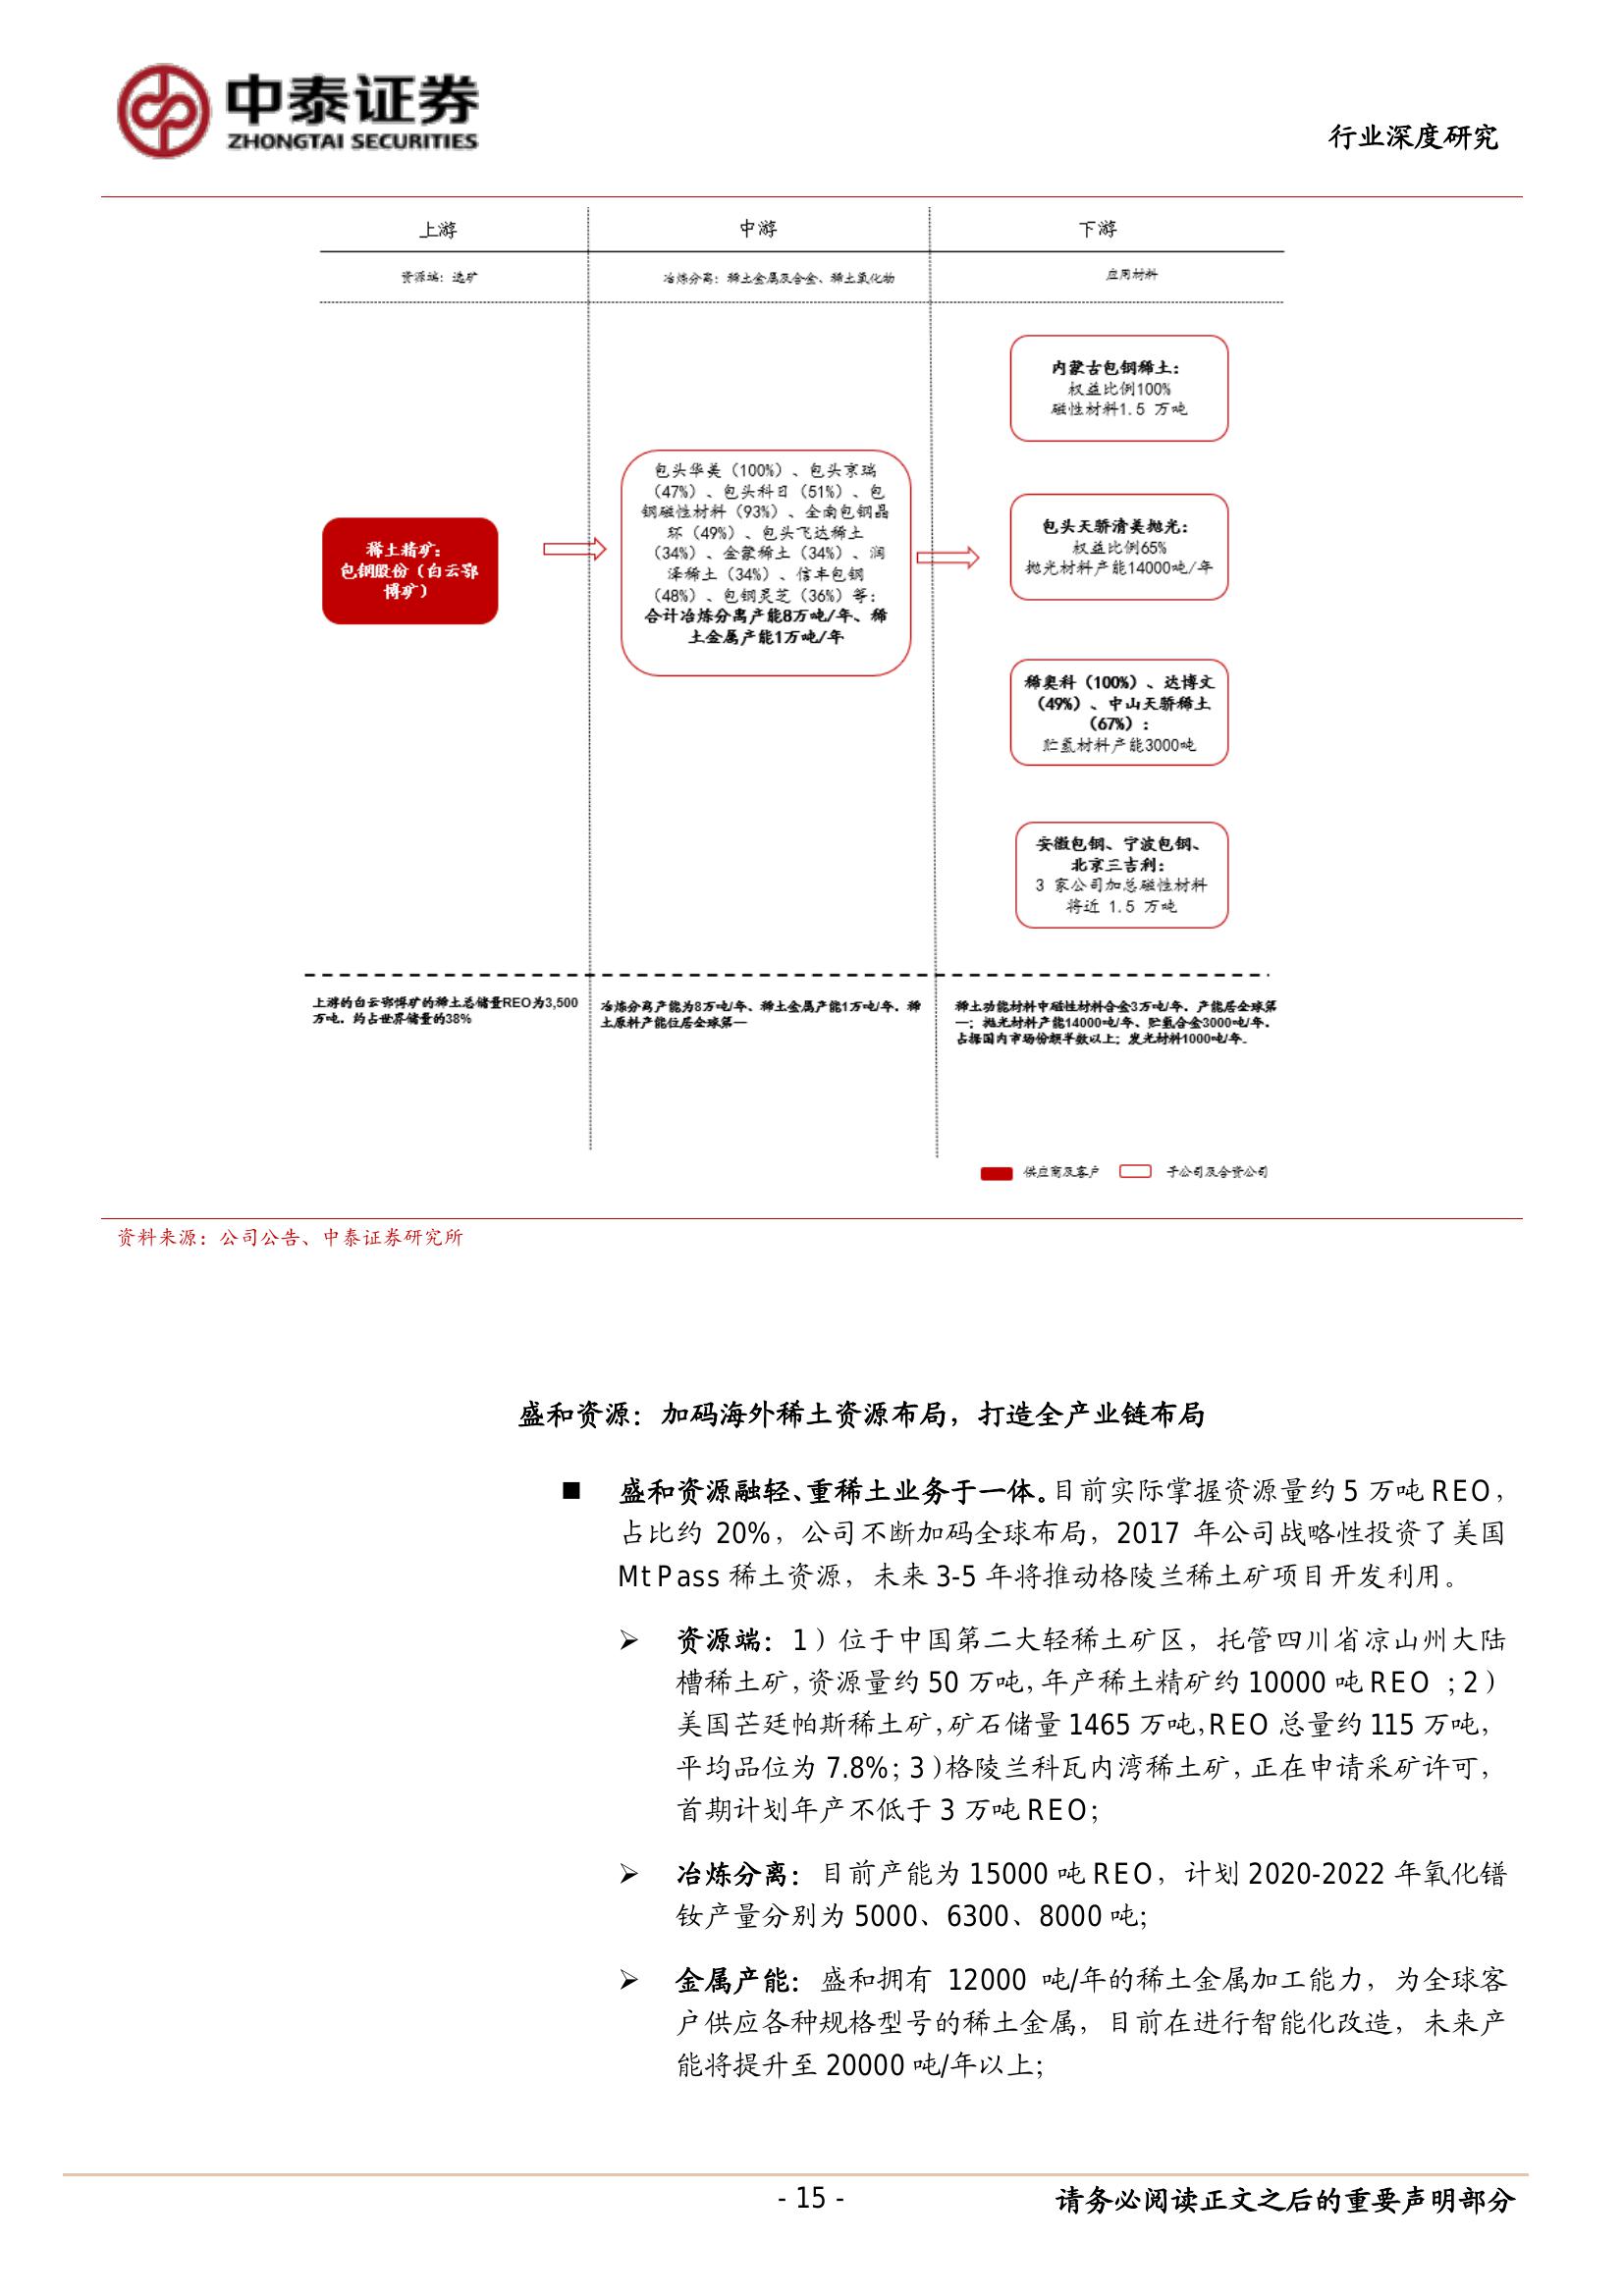 中泰证券
ZHONGTAI SECURITIES
行业深度研究
上游
中游
下游
资源端：选矿
冶炼分离：稀土金属及合金、稀土氧化物
应用材料
内蒙古包钢稀土：
权益比例100%
磁性材料1.5 万吨
包头华美（100%）、包头京瑞
（47%）、包头科日（51%）、包
钢磁性材料（93%）、全南包钢晶
环（49%）、包头飞达稀土
（34%）、金蒙稀土（34%）、润
泽稀土（34%）、信丰包钢
（48%）、包钢灵芝（36%）等：
合计冶炼分离产能8万吨/年、稀
土金属产能1万吨/年
稀土精矿：
包钢股份（白云鄂
博矿）
包头天骄清美抛光：
权益比例65%
抛光材料产能14000吨/年
稀奥科（100%）、达博文
（49%）、中山天骄稀土
（67%）：
贮氢材料产能3000吨
安徽包钢、宁波包钢、
北京三吉利：
3 家公司加总磁性材料
将近 1.5 万吨
上游的白云鄂博矿的稀土总储量REO为3,500
万吨，约占世界储量的38%
冶炼分离产能为8万吨/年、稀土金属产能1万吨/年，稀
土原料产能位居全球第一
稀土功能材料中磁性材料合金3万吨/年，产能居全球第
一；抛光材料产能14000吨/年、贮氢合金3000吨/年，
占据国内市场份额半数以上；发光材料1000吨/年。
供应商及客户
子公司及合资公司
资料来源：公司公告、中泰证券研究所
盛和资源：加码海外稀土资源布局，打造全产业链布局
■ 盛和资源融轻、重稀土业务于一体。目前实际掌握资源量约 5 万吨 REO，
占比约 20%，公司不断加码全球布局，2017 年公司战略性投资了美国
Mt Pass 稀土资源，未来 3-5 年将推动格陵兰稀土矿项目开发利用。
➢ 资源端：1）位于中国第二大轻稀土矿区，托管四川省凉山州大陆
槽稀土矿，资源量约 50 万吨，年产稀土精矿约 10000 吨 REO ；2）
美国芒廷帕斯稀土矿，矿石储量 1465 万吨，REO 总量约 115 万吨，
平均品位为 7.8%；3）格陵兰科瓦内湾稀土矿，正在申请采矿许可，
首期计划年产不低于 3 万吨 REO；
➢ 冶炼分离：目前产能为 15000 吨 REO，计划 2020-2022 年氧化镨
钕产量分别为 5000、6300、8000 吨；
➢ 金属产能：盛和拥有 12000 吨/年的稀土金属加工能力，为全球客
户供应各种规格型号的稀土金属，目前在进行智能化改造，未来产
能将提升至 20000 吨/年以上；
- 15 -
请务必阅读正文之后的重要声明部分